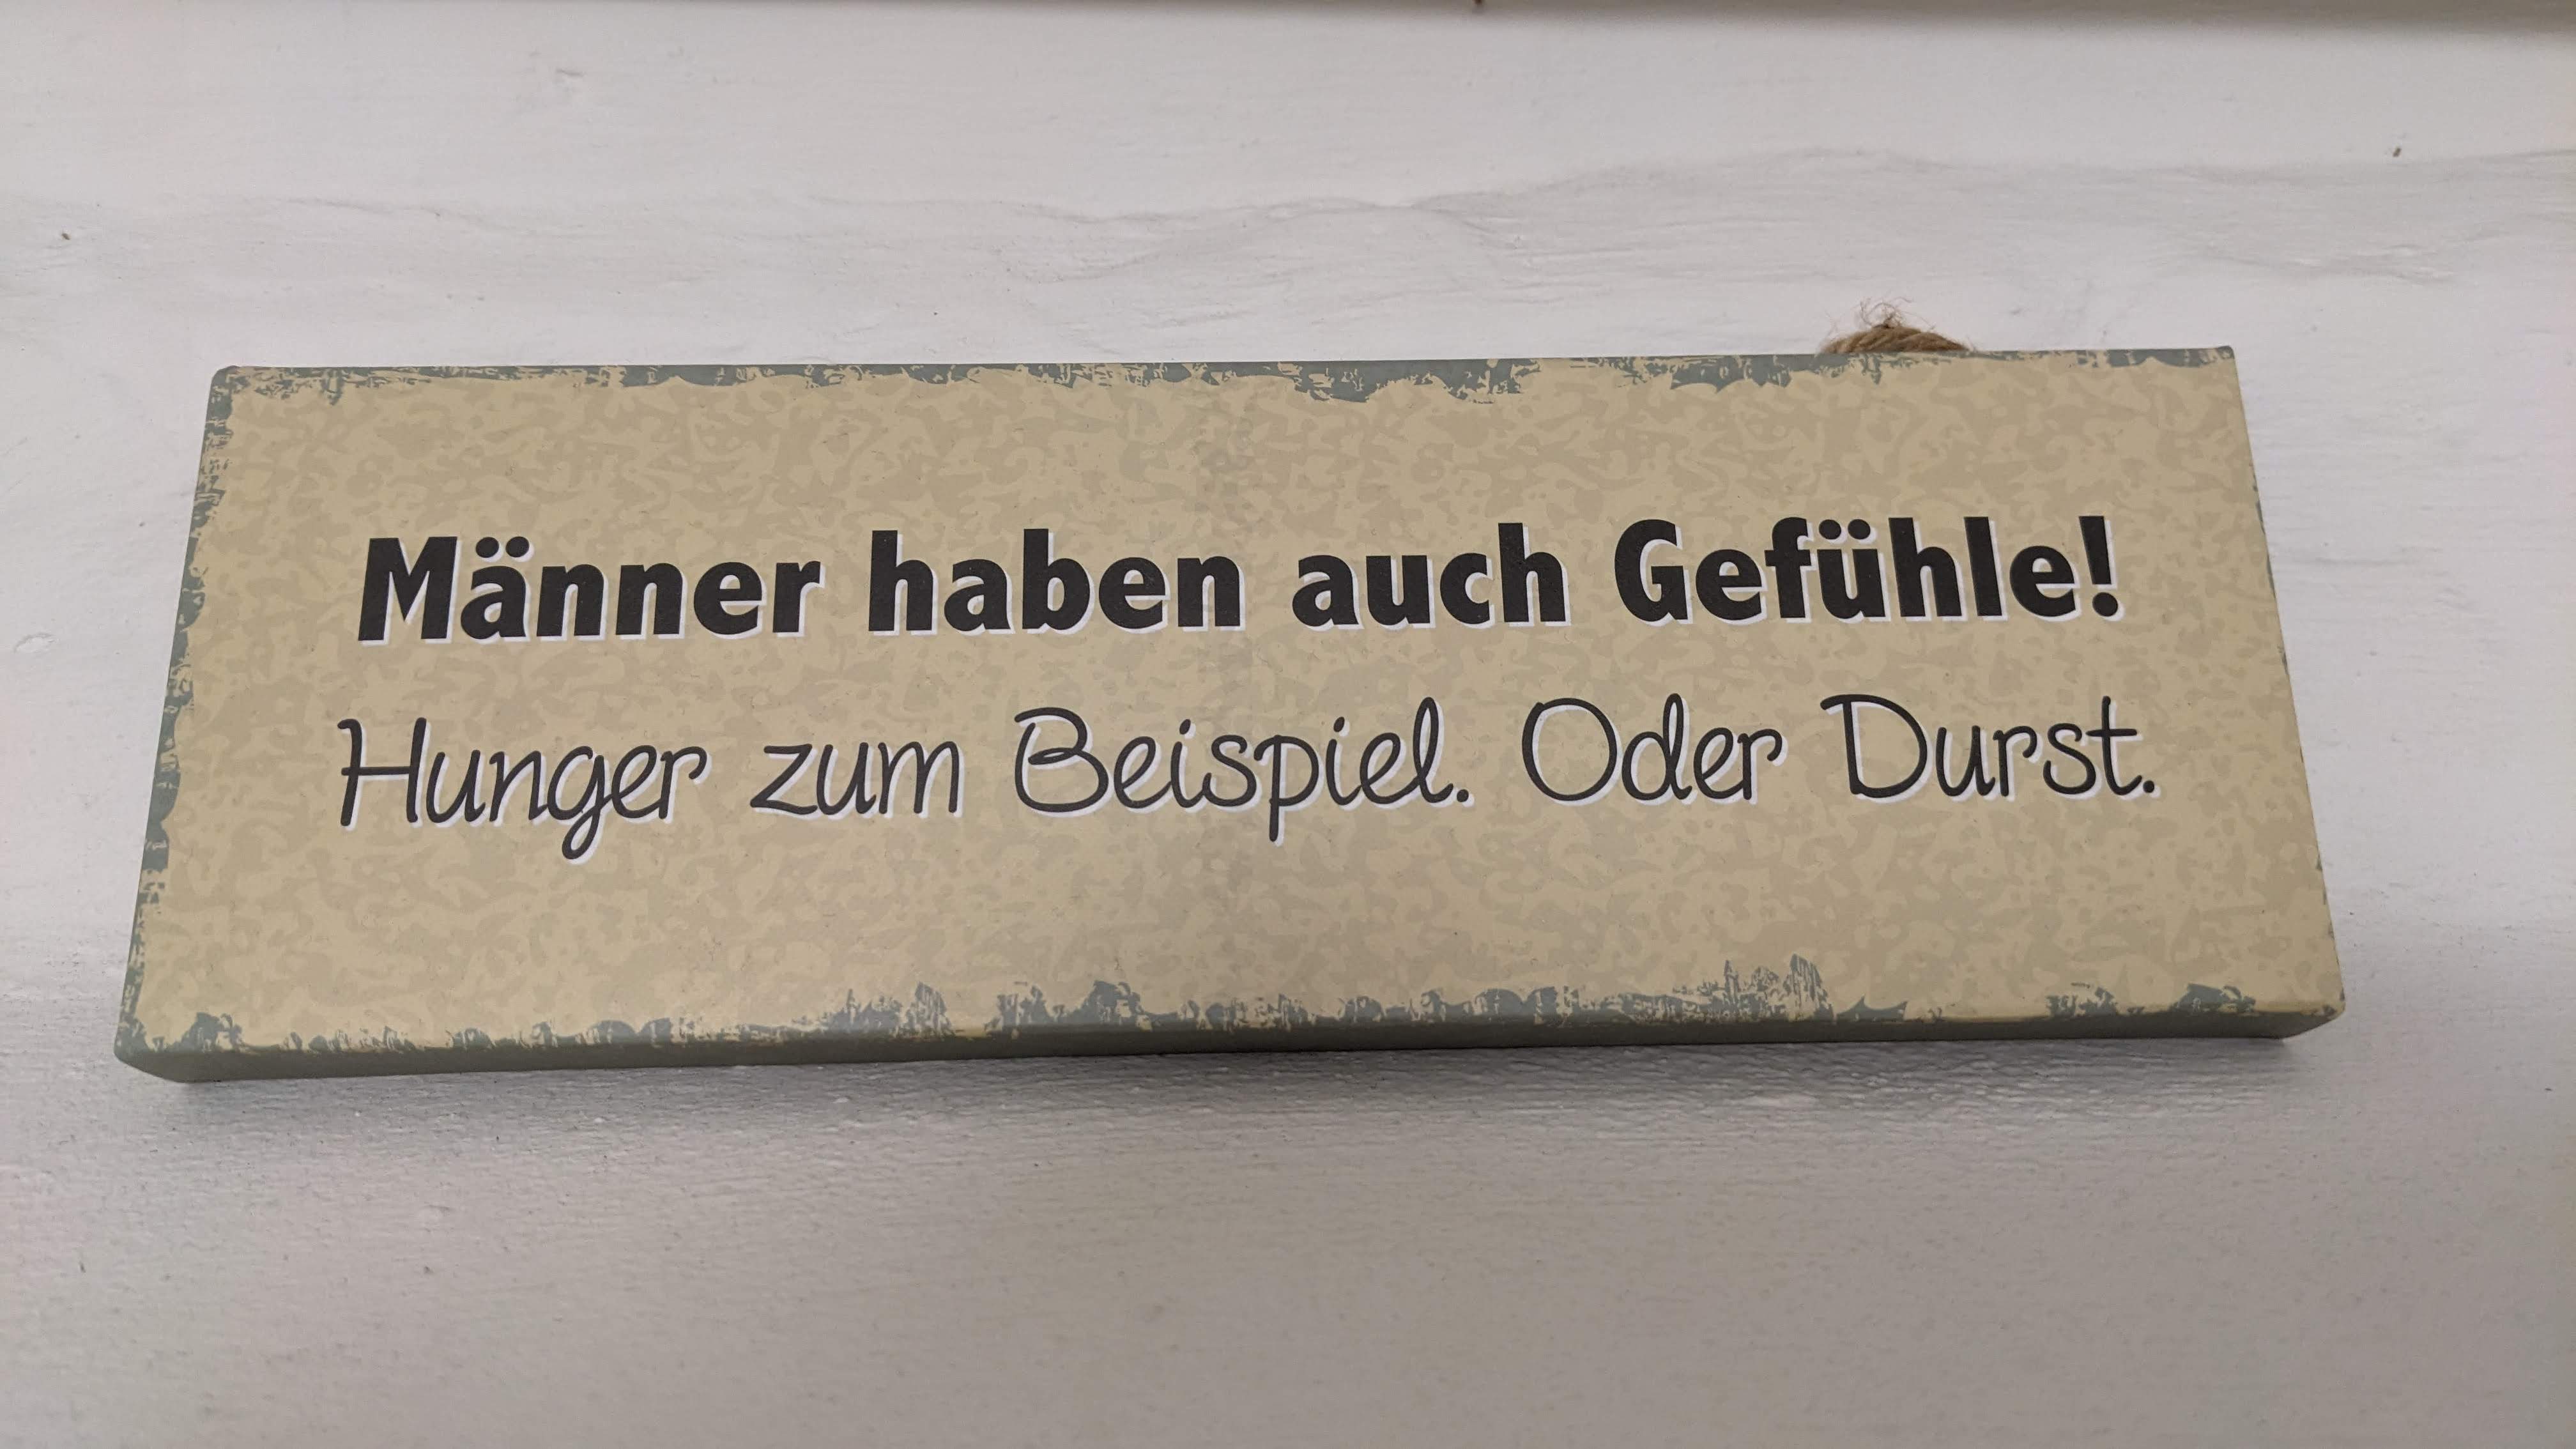 Männer haben auch Gefühle!
Hunger zum Beispiel. Oder Durst.